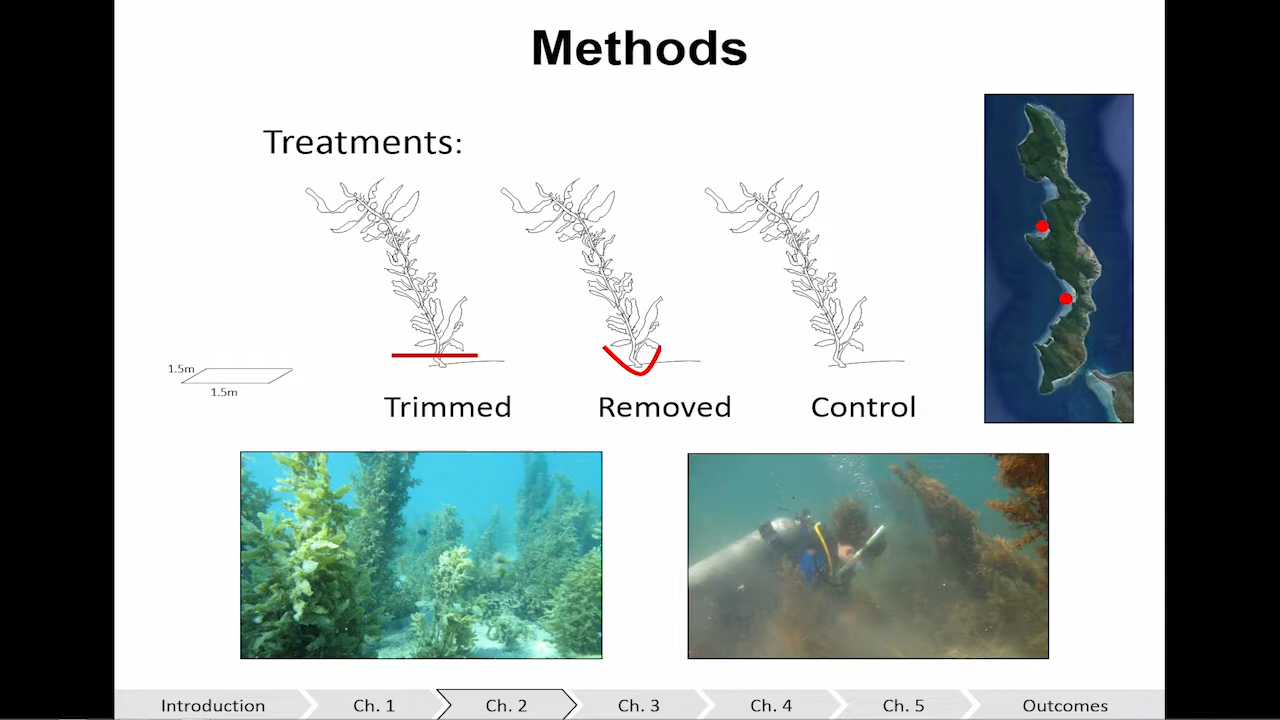 Methods
Treatments:
1.5m
1.5m
Trimmed
Removed
Control
Introduction
Ch. 1
Ch. 2
Ch. 3
Ch. 4
Ch. 5
Outcomes